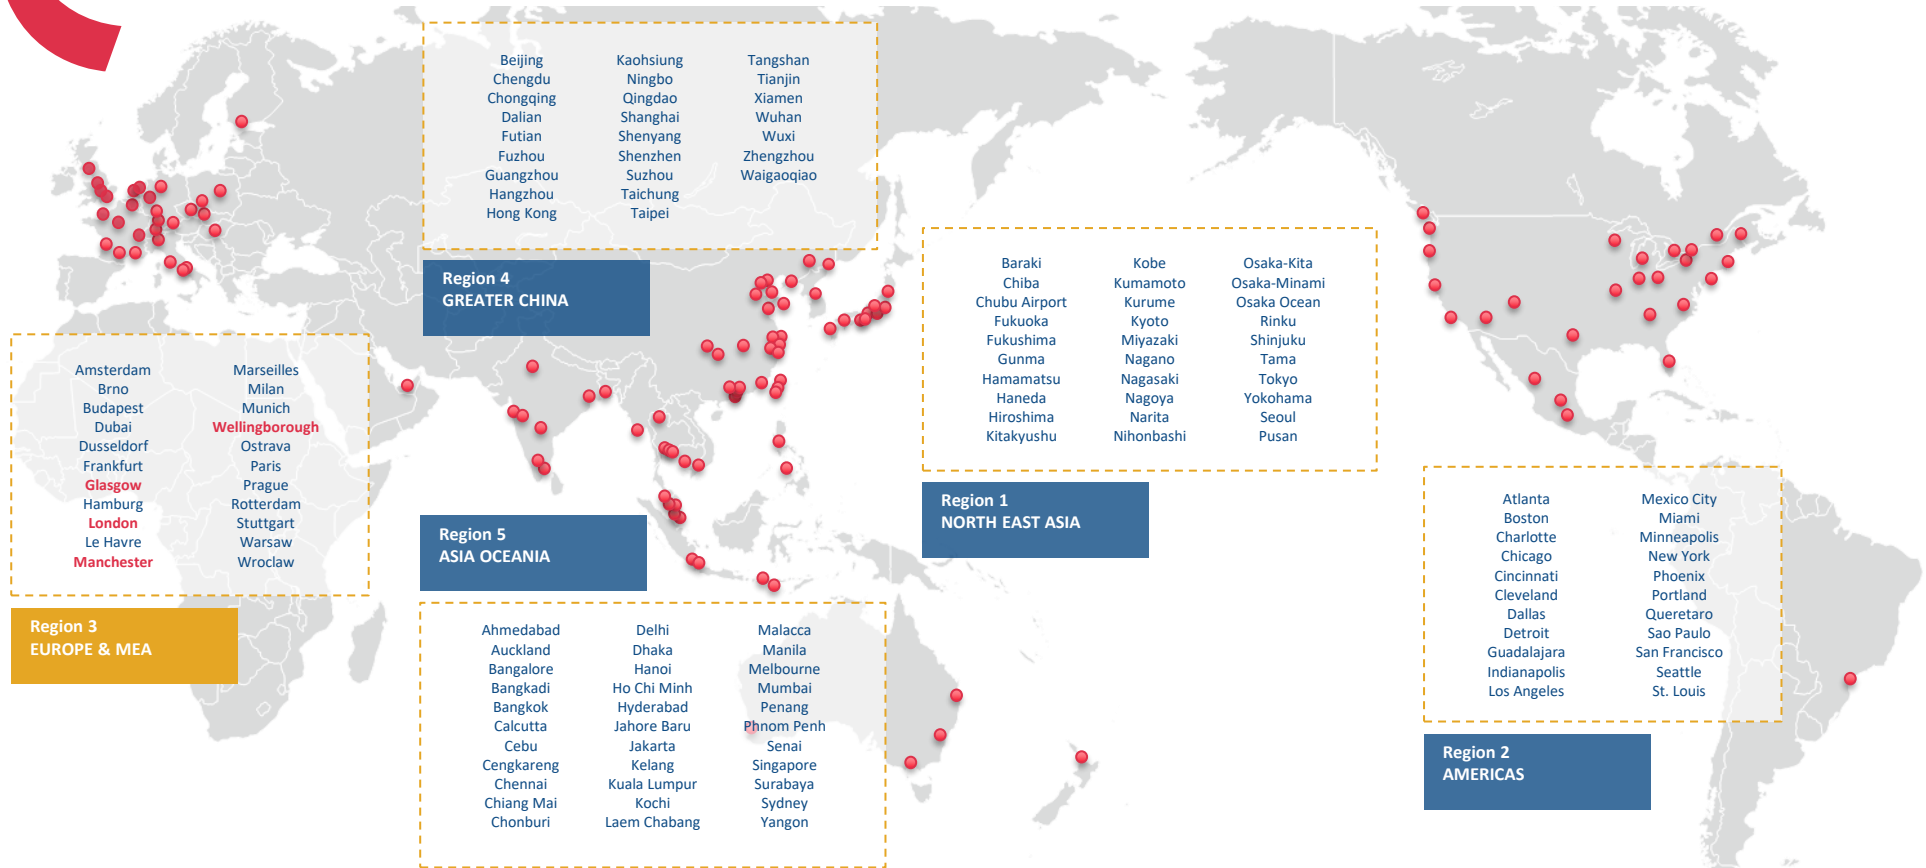 Beijing
Chengdu
Chongqing
Dalian
Futian
Fuzhou
Guangzhou
Hangzhou
Hong Kong
Kaohsiung
Ningbo
Qingdao
Shanghai
Shenyang
Shenzhen
Suzhou
Taichung
Taipei
Tangshan
Tianjin
Xiamen
Wuhan
Wuxi
Zhengzhou
Waigaoqiao
Region 4
GREATER CHINA
Baraki
Chiba
Chubu Airport
Fukuoka
Fukushima
Gunma
Hamamatsu
Haneda
Hiroshima
Kitakyushu
Kobe
Kumamoto
Kurume
Kyoto
Miyazaki
Nagano
Nagasaki
Nagoya
Narita
Nihonbashi
Osaka-Kita
Osaka-Minami
Osaka Ocean
Rinku
Shinjuku
Tama
Tokyo
Yokohama
Seoul
Pusan
Region 1
NORTH EAST ASIA
Amsterdam
Brno
Budapest
Dubai
Dusseldorf
Frankfurt
Glasgow
Hamburg
London
Le Havre
Manchester
Marseilles
Milan
Munich
Wellingborough
Ostrava
Paris
Prague
Rotterdam
Stuttgart
Warsaw
Wroclaw
Region 3
EUROPE & MEA
Region 5
ASIA OCEANIA
Ahmedabad
Auckland
Bangalore
Bangkadi
Bangkok
Calcutta
Cebu
Cengkareng
Chennai
Chiang Mai
Chonburi
Delhi
Dhaka
Hanoi
Ho Chi Minh
Hyderabad
Jahore Baru
Jakarta
Kelang
Kuala Lumpur
Kochi
Laem Chabang
Malacca
Manila
Melbourne
Mumbai
Penang
Phnom Penh
Senai
Singapore
Surabaya
Sydney
Yangon
Atlanta
Boston
Charlotte
Chicago
Cincinnati
Cleveland
Dallas
Detroit
Guadalajara
Indianapolis
Los Angeles
Mexico City
Miami
Minneapolis
New York
Phoenix
Portland
Queretaro
Sao Paulo
San Francisco
Seattle
St. Louis
Region 2
AMERICAS